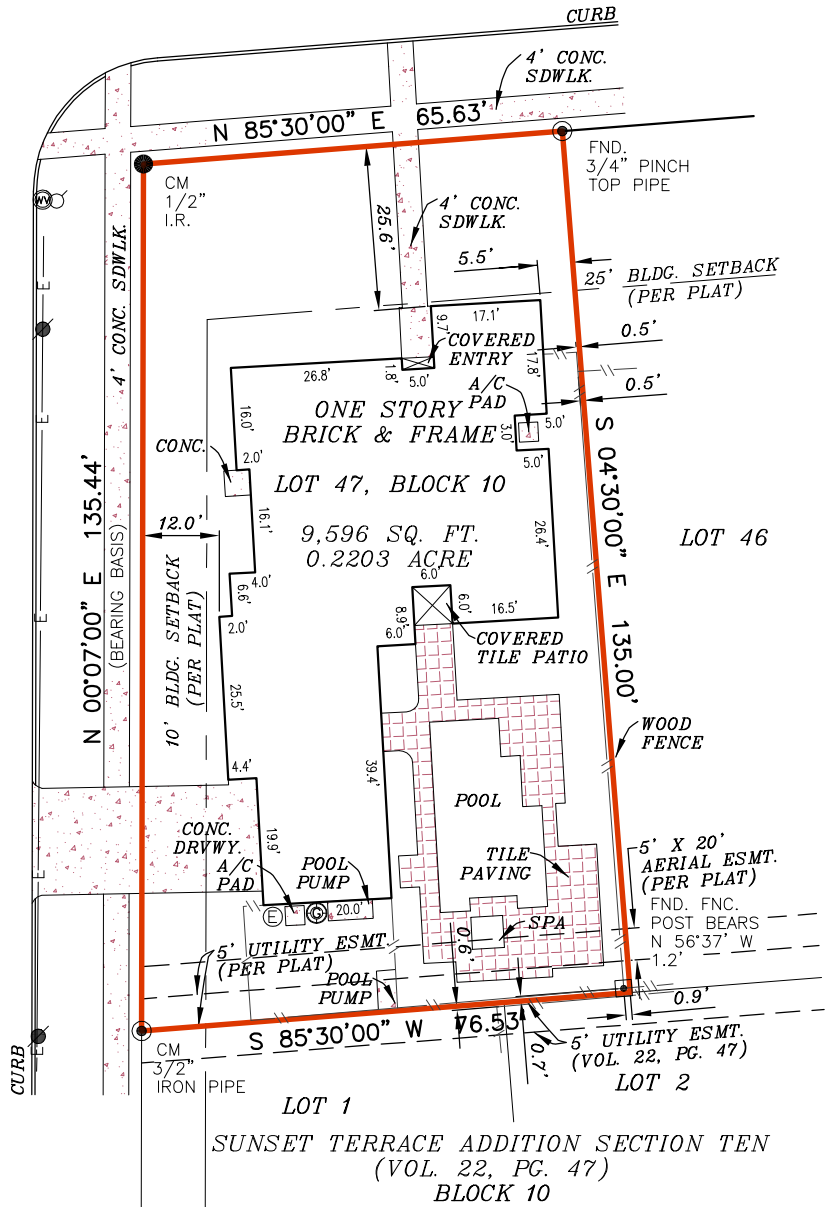 CURB
4' CONC.
SDWLK.
N 85°30'00" E 65.63'
FND.
3/4" PINCH
TOP PIPE
CM
1/2"
I.R.
WV
4' CONC.
SDWLK.
25.6'
5.5'
25' BLDG. SETBACK
(PER PLAT)
4' CONC. SDWLK.
17.1'
9.7'
COVERED
ENTRY
0.5'
26.8'
1.8'
5.0'
17.8'
A/C
PAD
0.5'
ONE STORY
BRICK & FRAME
16.0'
3.0'
5.0'
CONC.
2.0'
5.0'
S 04°30'00" E 135.00'
LOT 47, BLOCK 10
N 00°07'00" E 135.44'
(BEARING BASIS)
12.0'
16.1'
9,596 SQ. FT.
0.2203 ACRE
26.4'
LOT 46
6.6'
4.0'
6.0'
6.0'
8.9'
16.5'
2.0'
6.0'
COVERED
TILE PATIO
10' BLDG. SETBACK
(PER PLAT)
25.5'
WOOD
FENCE
4.4'
39.4'
POOL
19.9'
CONC.
DRVWY.
A/C
PAD
POOL
PUMP
TILE
PAVING
5' X 20'
AERIAL ESMT.
(PER PLAT)
FND. FNC.
POST BEARS
N 56°37' W
1.2'
E
G
20.0'
SPA
0.6'
5' UTILITY ESMT.
(PER PLAT)
POOL
PUMP
0.9'
S 85°30'00" W 76.53'
0.7'
5' UTILITY ESMT.
(VOL. 22, PG. 47)
CM
3/2"
IRON PIPE
CURB
E
E
E
E
E
LOT 2
LOT 1
SUNSET TERRACE ADDITION SECTION TEN
(VOL. 22, PG. 47)
BLOCK 10